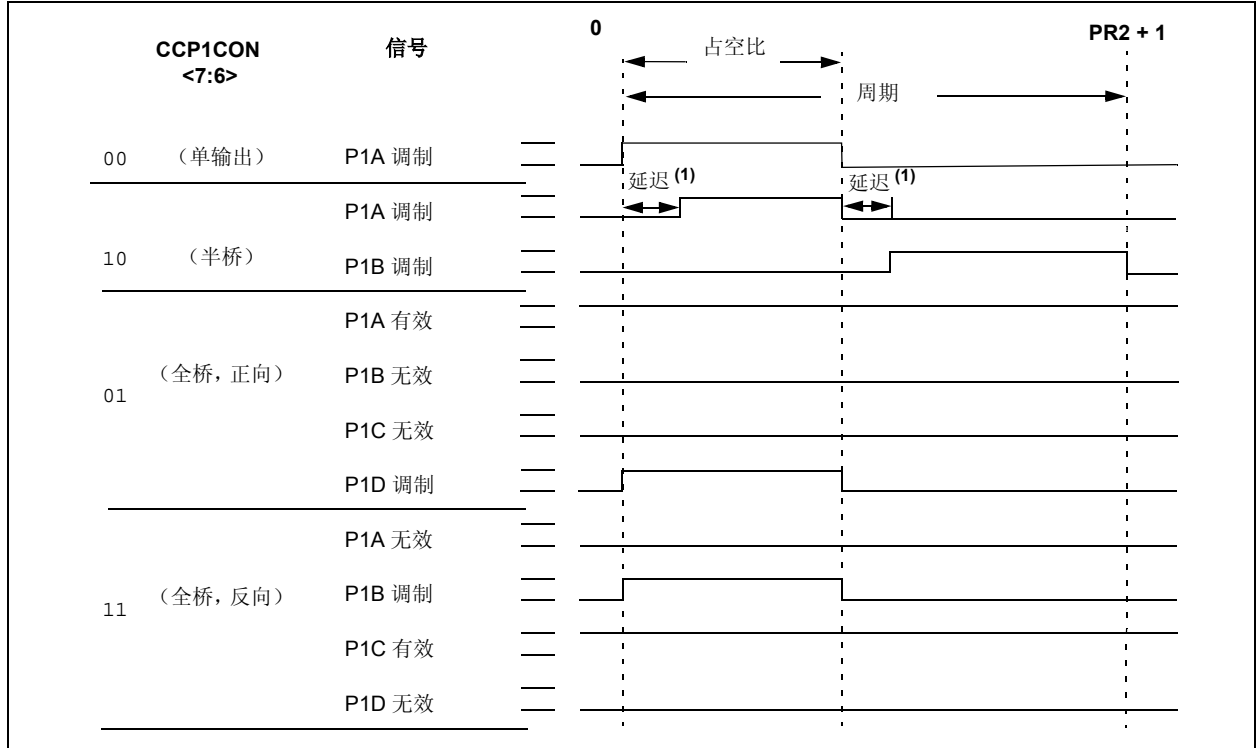 CCP1CON
<7:6>
信号
0
PR2 + 1
占空比
周期
00 （单输出） P1A 调制
延迟 (1) 延迟 (1)
P1A 调制
10 （半桥） P1B 调制
P1A 有效
01 （全桥，正向） P1B 无效
P1C 无效
P1D 调制
P1A 无效
11 （全桥，反向） P1B 调制
P1C 有效
P1D 无效